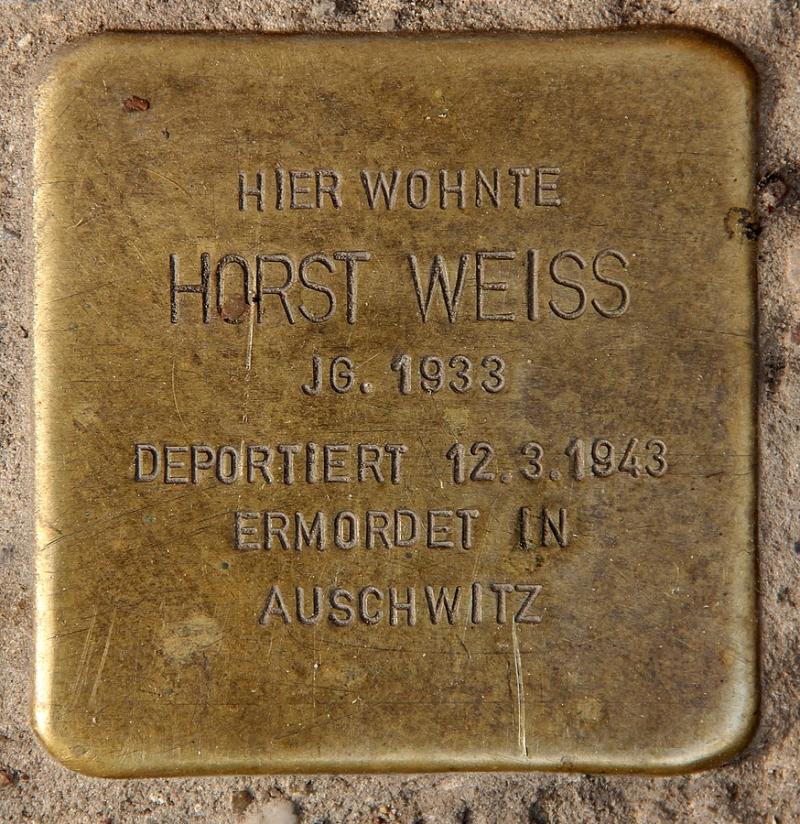 HIER WOHNTE
HORST WEISS
JG. 1933
DEPORTIERT 12.3.1943
ERMORDET IN
AUSCHWITZ